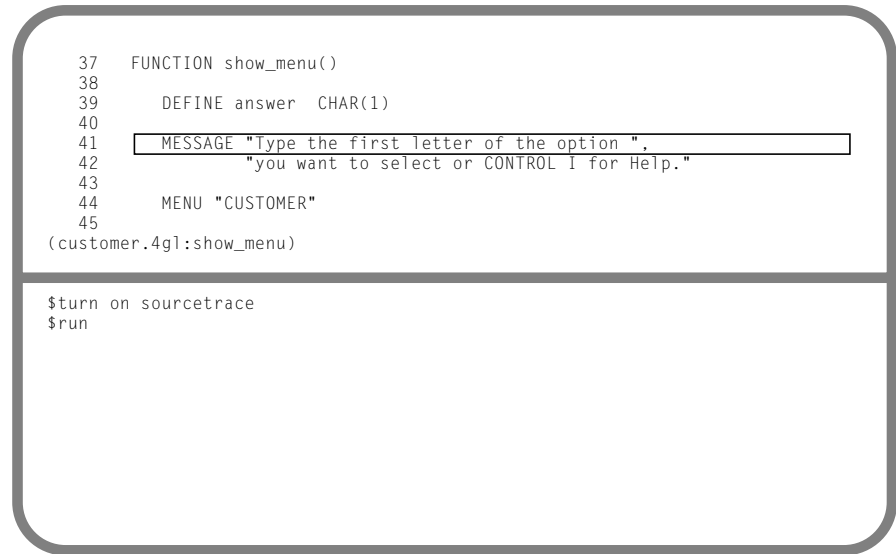 37 FUNCTION show_menu()
38
39 DEFINE answer CHAR(1)
40
41 MESSAGE "Type the first letter of the option ",
42 "you want to select or CONTROL I for Help."
43
44 MENU "CUSTOMER"
45
(customer.4gl:show_menu)
$turn on sourcetrace
$run